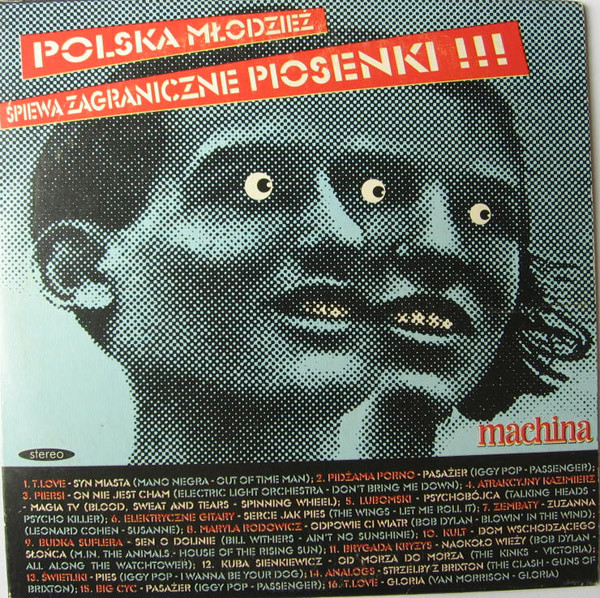 POLSKA MŁODZIEŻ
ŚPIEWA ZAGRANICZNE PIOSENKI !!!
machina
stereo
1. T.LOVE - SYN MIASTA (MANO NEGRA - OUT OF TIME MAN); 2. PIDŻAMA PORNO - PASAŻER (IGGY POP - PASSENGER);
3. PIERSI - ON NIE JEST CHAM (ELECTRIC LIGHT ORCHESTRA - DON'T BRING ME DOWN); 4. ATRAKCYJNY KAZIMIERZ
- MAGIA TV (BLOOD, SWEAT AND TEARS - SPINNING WHEEL); 5. LUBOMSKI - PSYCHOBÓJCA (TALKING HEADS -
PSYCHO KILLER); 6. ELEKTRYCZNE GITARY - SERCE JAK PIES (THE WINGS - LET ME ROLL IT); 7. ZEMBATY - ZUZANNA
(LEONARD COHEN - SUSANNE); 8. MARYLA RODOWICZ - ODPOWIE CI WIATR (BOB DYLAN - BLOWN' IN THE WIND)
9. BUDKA SUFLERA - SEN O DOLINIE (BILL WITHERS - AIN'T NO SUNSHINE); 10. KULT - DOM WSCHODZĄCEGO
SŁOŃCA (M.IN. THE ANIMALS - HOUSE OF THE RISING SUN); 11. BRYGADA KRYZYS - NAOKOŁO WIEŻY (BOB DYLAN -
ALL ALONG THE WATCHTOWER); 12. KUBA SIENKIEWICZ - OD MORZA DO MORZA (THE KINKS - VICTORIA);
13. ŚWIETLIKI - PIES (IGGY POP - I WANNA BE YOUR DOG); 14. ANALOGS - STRZELBY Z BRIXTON (THE CLASH - GUNS OF
BRIXTON); 15. BIG CYC - PASAŻER (IGGY POP - PASSENGER); 16. T.LOVE - GLORIA (VAN MORRISON - GLORIA)